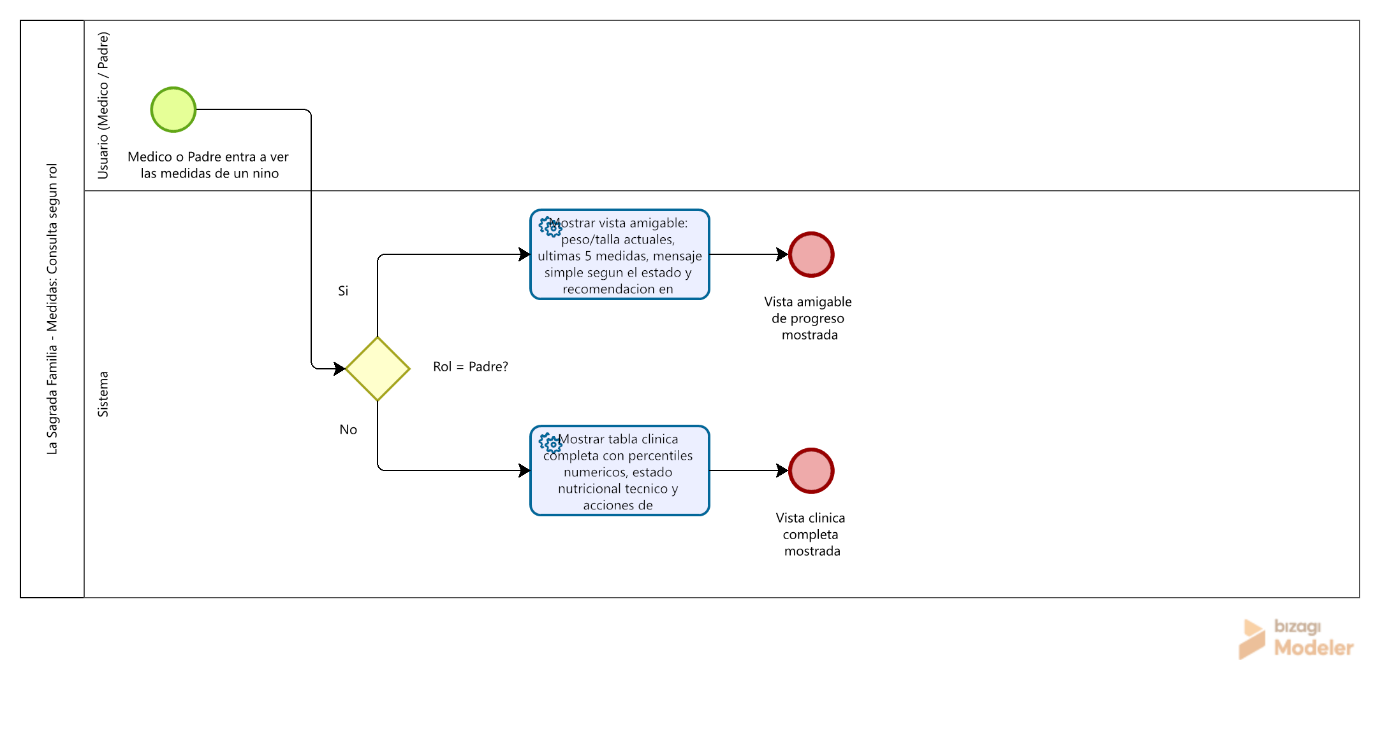 La Sagrada Familia - Medidas: Consulta segun rol
Usuario (Medico / Padre)
Medico o Padre entra a ver
las medidas de un nino
Sistema
Mostrar vista amigable:
peso/talla actuales,
ultimas 5 medidas, mensaje
simple segun el estado y
recomendacion en
Vista amigable
de progreso
mostrada
Si
Rol = Padre?
No
Mostrar tabla clinica
completa con percentiles
numericos, estado
nutricional tecnico y
acciones de
Vista clinica
completa
mostrada
bizagi
Modeler